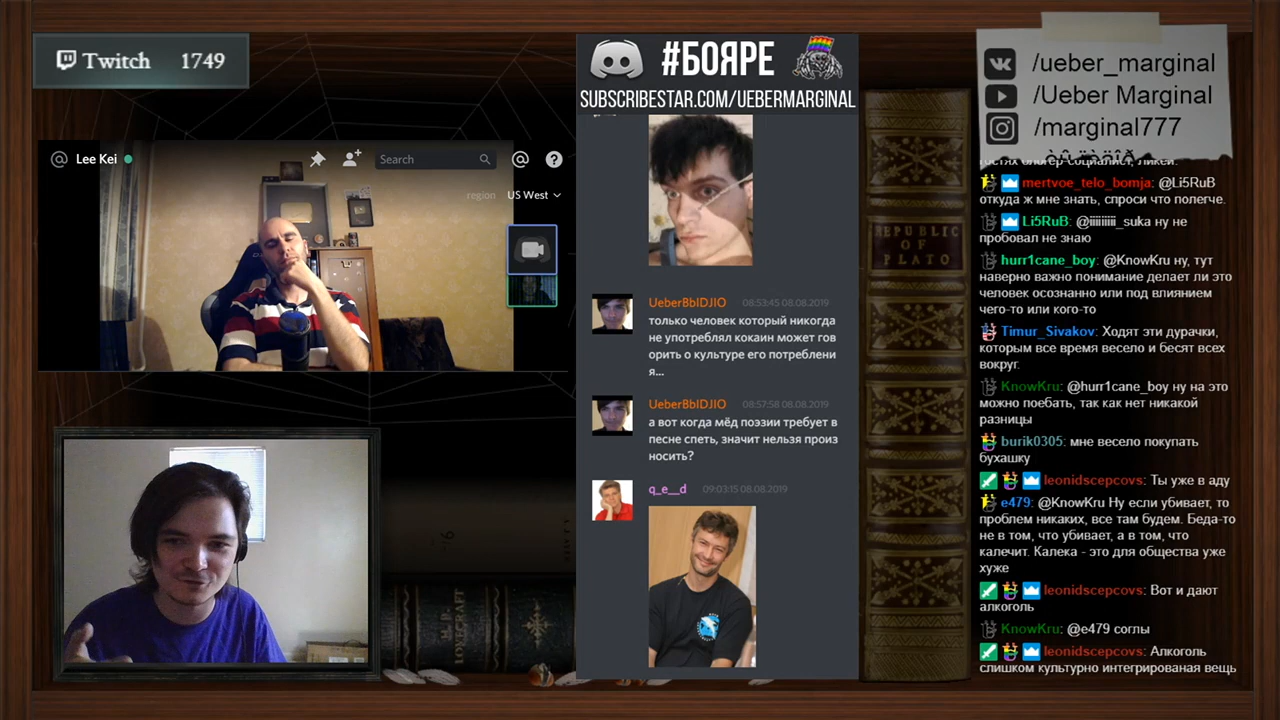 Twitch 1749
Lee Kei
Search
region US West
#БОЯРЕ
SUBSCRIBESTAR.COM/UEBERMARGINAL
UeberBbIDJIO 08:53:45 08.08.2019
только человек который никогда
не употреблял кокаин может гов
орить о культуре его потреблени
я...
UeberBbIDJIO 08:57:58 08.08.2019
а вот когда мёд поэзии требует в
песне спеть, значит нельзя произ
носить?
q_e__d 09:03:15 08.08.2019
REPUBLIC
OF
PLATO
H.P.
LOVECRAFT
/ueber_marginal
/Ueber Marginal
/marginal777
гостях блогер-социалист, Ликей.
mertvoe_telo_bomja: @Li5RuB
откуда ж мне знать, спроси что полегче.
Li5RuB: @iiiiiiiii_suka ну не
пробовал не знаю
hurr1cane_boy: @KnowKru ну, тут
наверно важно понимание делает ли это
человек осознанно или под влиянием
чего-то или кого-то
Timur_Sivakov: Ходят эти дурачки,
которым все время весело и бесят всех
вокруг.
KnowKru: @hurr1cane_boy ну на это
можно поебать, так как нет никакой
разницы
burik0305: мне весело покупать
бухашку
leonidscepcovs: Ты уже в аду
e479: @KnowKru Ну если убивает, то
проблем никаких, все там будем. Беда-то
не в том, что убивает, а в том, что
калечит. Калека - это для общества уже
хуже
leonidscepcovs: Вот и дают
алкоголь
KnowKru: @e479 соглы
leonidscepcovs: Алкоголь
слишком культурно интегрированая вещь